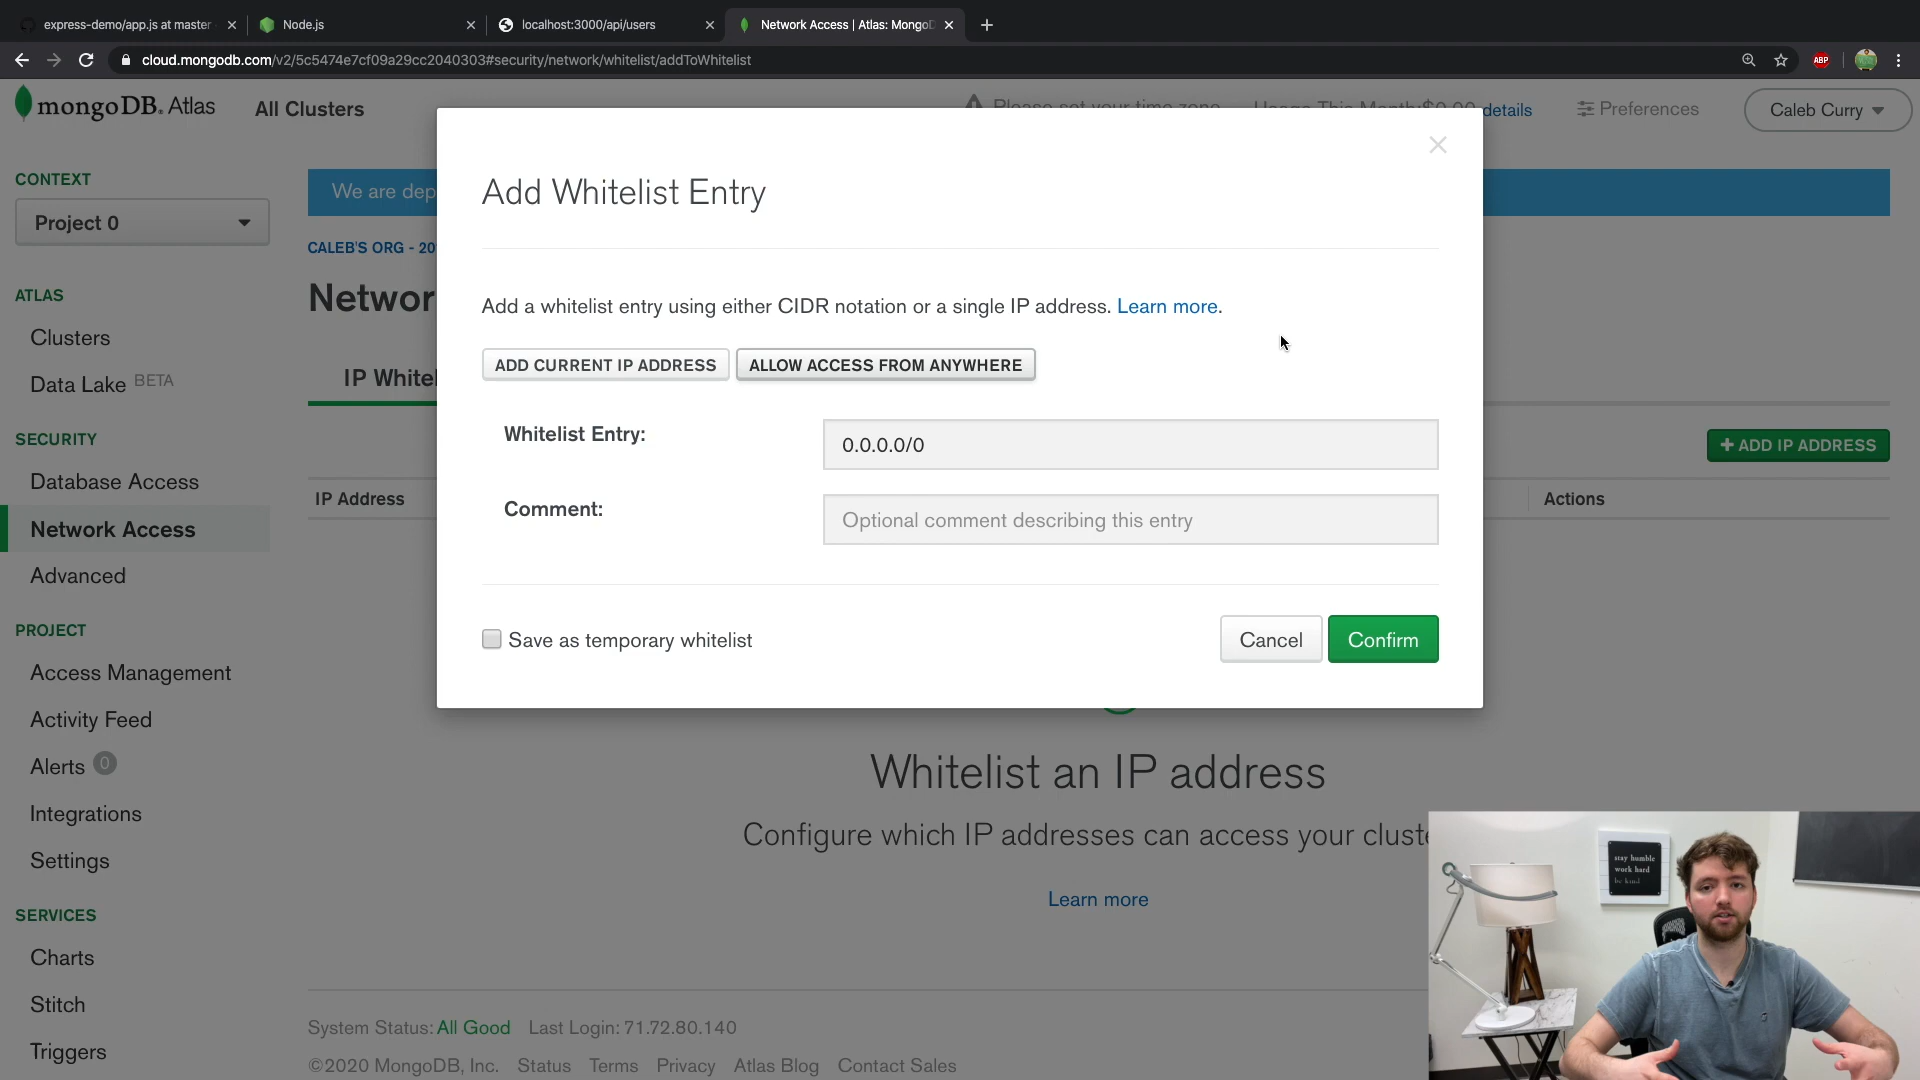 express-demo/app.js at master
Node.js
localhost:3000/api/users
Network Access | Atlas: MongoD
cloud.mongodb.com/v2/5c5474e7cf09a29cc2040303#security/network/whitelist/addToWhitelist
ABP
mongoDB. Atlas
All Clusters
Please set your time zone
Usage This Month:$0.00 details
Preferences
Caleb Curry
CONTEXT
Project 0
ATLAS
Clusters
Data Lake BETA
SECURITY
Database Access
Network Access
Advanced
PROJECT
Access Management
Activity Feed
Alerts 0
Integrations
Settings
SERVICES
Charts
Stitch
Triggers
We are dep
CALEB'S ORG - 20
Networ
IP Whitel
+ ADD IP ADDRESS
IP Address
Actions
Add Whitelist Entry
Add a whitelist entry using either CIDR notation or a single IP address. Learn more.
ADD CURRENT IP ADDRESS
ALLOW ACCESS FROM ANYWHERE
Whitelist Entry:
0.0.0.0/0
Comment:
Optional comment describing this entry
Save as temporary whitelist
Cancel
Confirm
Whitelist an IP address
Configure which IP addresses can access your cluste
Learn more
System Status: All Good Last Login: 71.72.80.140
©2020 MongoDB, Inc. Status Terms Privacy Atlas Blog Contact Sales
stay humble
work hard
be kind